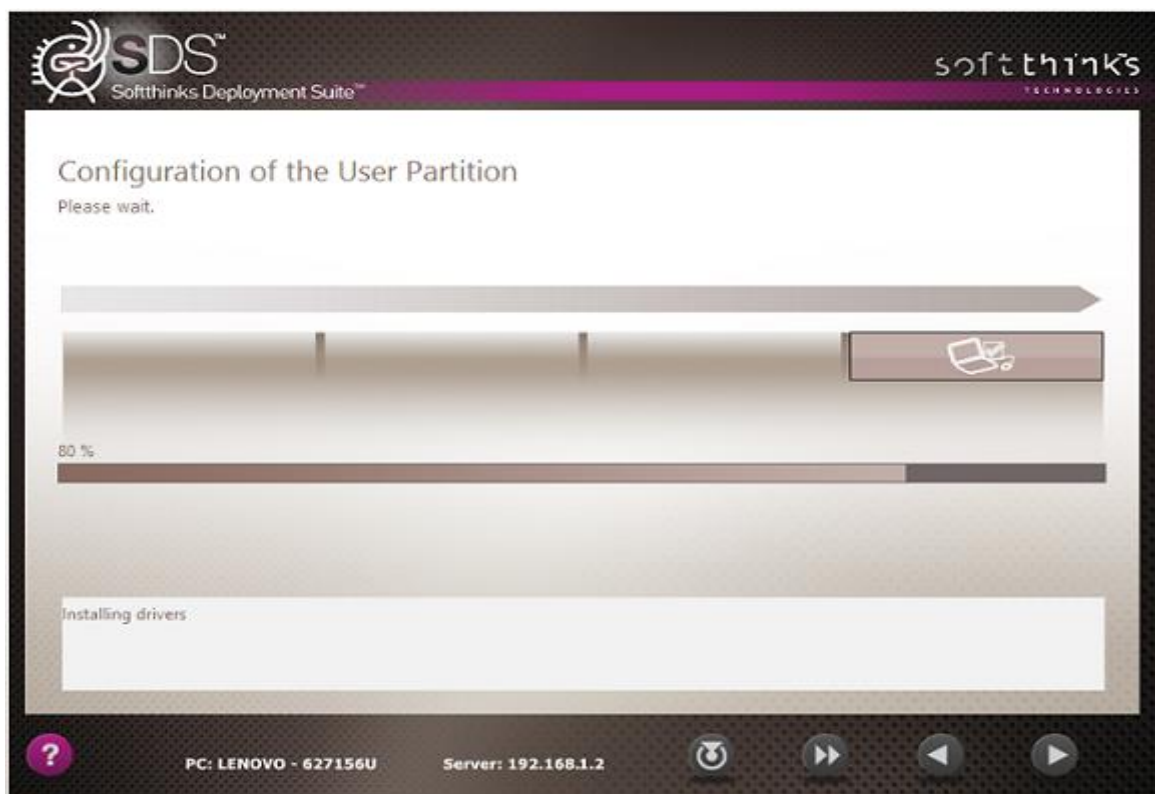 SDS™
Softthinks Deployment Suite™
softthinks
TECHNOLOGIES
Configuration of the User Partition
Please wait.
80 %
Installing drivers
?
PC: LENOVO - 627156U
Server: 192.168.1.2